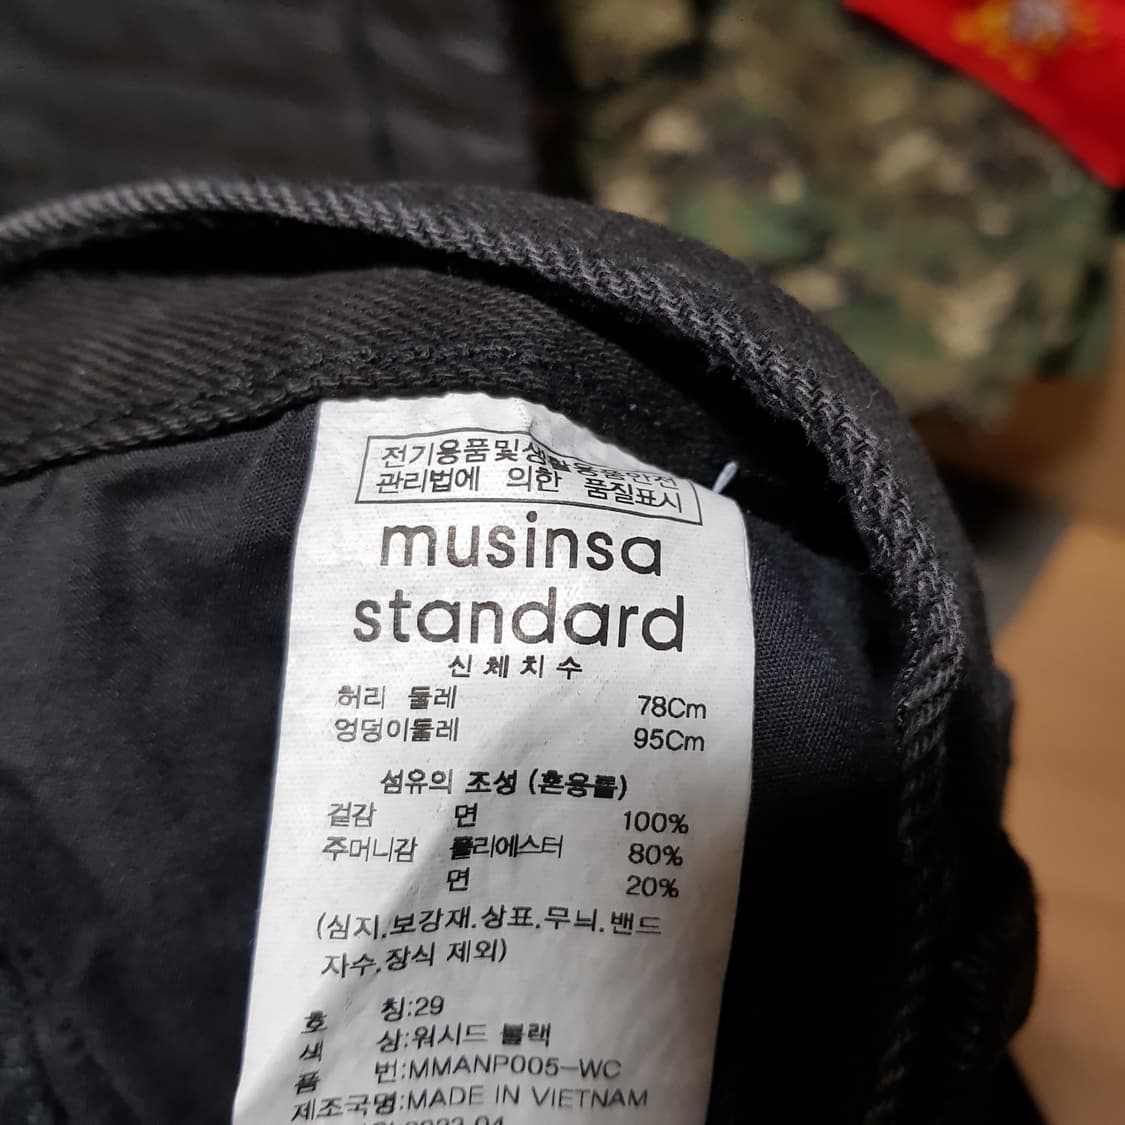 전기용품및생활용품안전
관리법에 의한 품질표시
musinsa
standard
신체치수
허리 둘레 78Cm
엉덩이둘레 95Cm
섬유의 조성 (혼용률)
겉감 면 100%
주머니감 폴리에스터 80%
면 20%
(심지.보강재.상표.무늬.밴드
자수.장식 제외)
호 칭:29
색 상:워시드 블랙
품 번:MMANP005-WC
제조국명:MADE IN VIETNAM